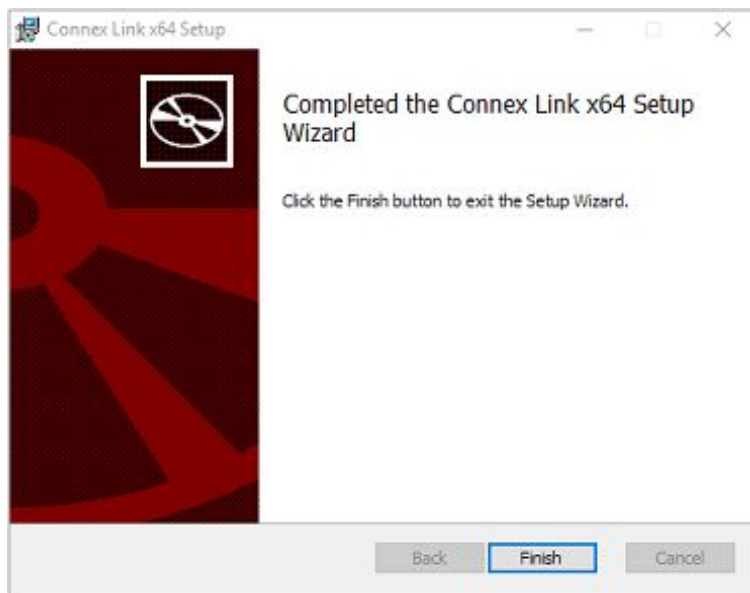 Connex Link x64 Setup
Completed the Connex Link x64 Setup
Wizard
Click the Finish button to exit the Setup Wizard.
Back
Finish
Cancel